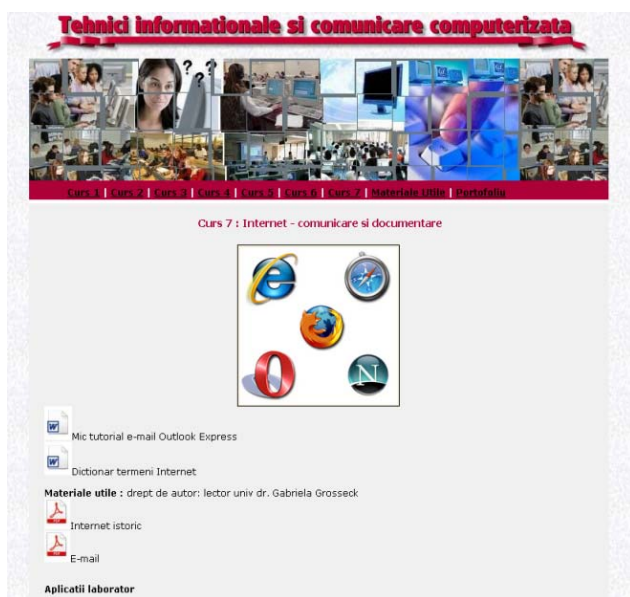 Tehnici informationale si comunicare computerizata
? ? ?
Curs 1 | Curs 2 | Curs 3 | Curs 4 | Curs 5 | Curs 6 | Curs 7 | Materiale Utile | Portofoliu
Curs 7 : Internet - comunicare si documentare
N
W Mic tutorial e-mail Outlook Express
W Dictionar termeni Internet
Materiale utile : drept de autor: lector univ dr. Gabriela Grosseck
PDF Internet istoric
PDF E-mail
Aplicatii laborator